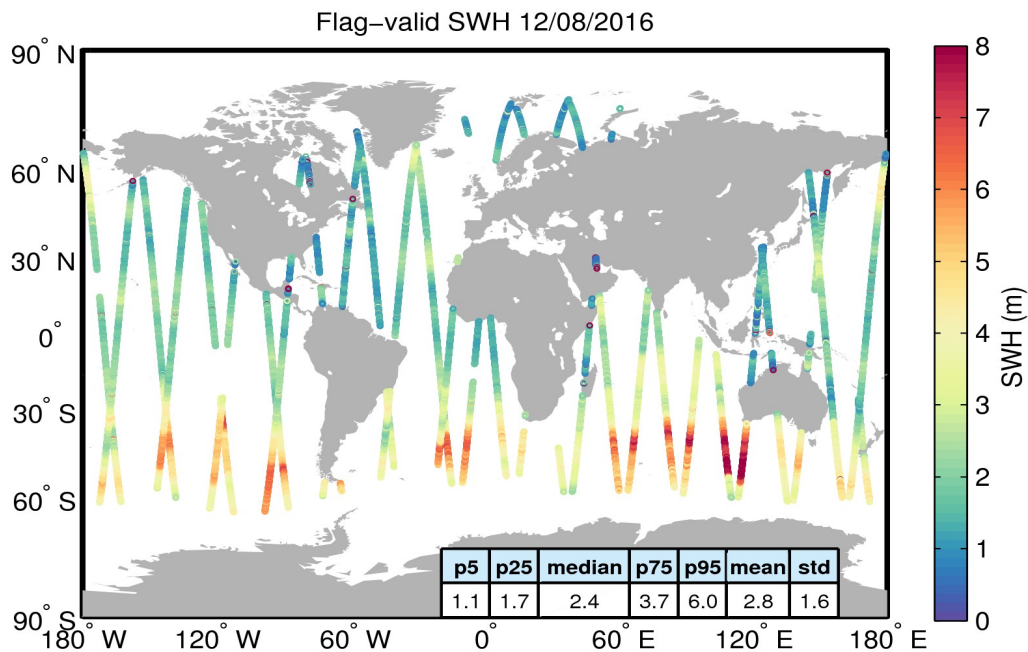 Flag−valid SWH 12/08/2016
90° N
60° N
30° N
0°
30° S
60° S
90° S
180° W
120° W
60° W
0°
60° E
120° E
180° E
p5 p25 median p75 p95 mean std
1.1 1.7 2.4 3.7 6.0 2.8 1.6
8
7
6
5
4
3
2
1
0
SWH (m)